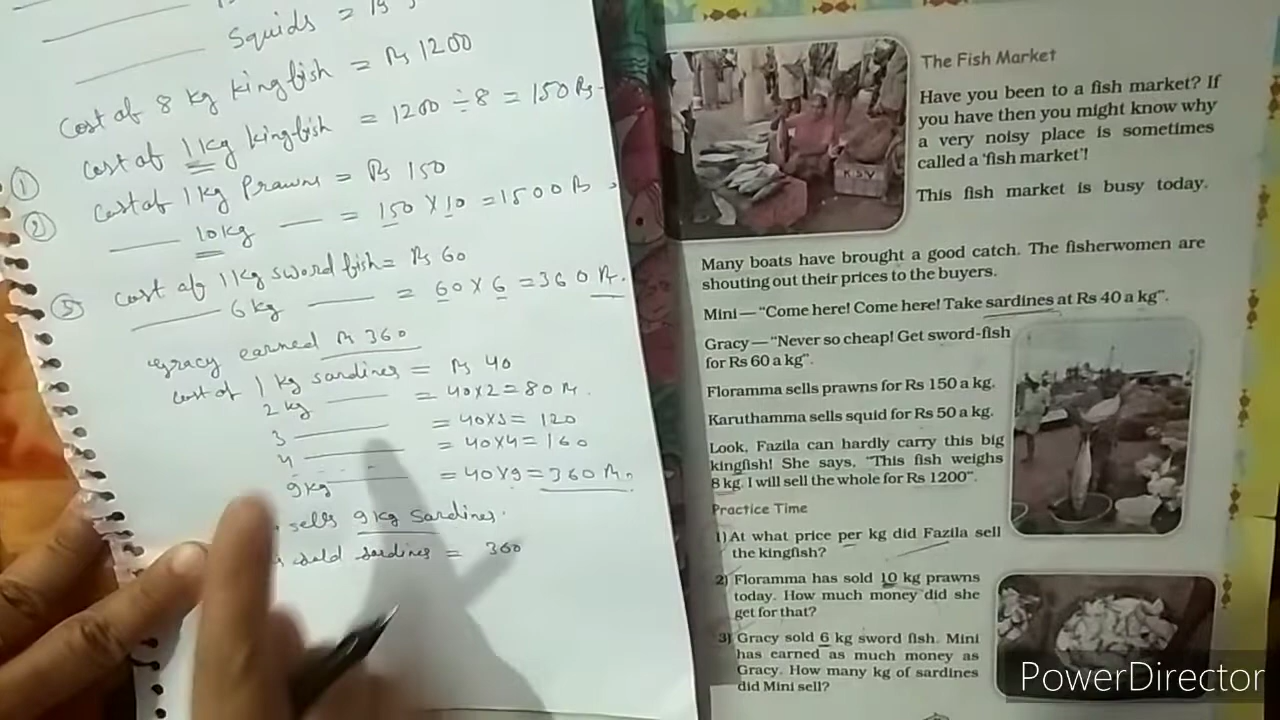 Squids = Rs
Cost of 8 kg kingfish = Rs 1200
① Cost of 1kg kingfish = 1200 ÷ 8 = 150 Rs
② Cost of 1kg Prawns = Rs 150
10kg = 150 × 10 = 1500 Rs
③ Cost of 1kg sword fish = Rs 60
6 kg = 60 × 6 = 360 Rs.
Gracy earned Rs 360
cost of 1 kg sardines = Rs 40
2 kg = 40×2 = 80 Rs.
3 = 40×3 = 120
4 = 40×4 = 160
9 kg = 40×9 = 360 Rs.
sells 9 kg sardines.
sold sardines = 360
The Fish Market
Have you been to a fish market? If
you have then you might know why
a very noisy place is sometimes
called a 'fish market'!
This fish market is busy today.
KSV
Many boats have brought a good catch. The fisherwomen are
shouting out their prices to the buyers.
Mini— “Come here! Come here! Take sardines at Rs 40 a kg”.
Gracy— “Never so cheap! Get sword-fish
for Rs 60 a kg”.
Floramma sells prawns for Rs 150 a kg.
Karuthamma sells squid for Rs 50 a kg.
Look, Fazila can hardly carry this big
kingfish! She says, “This fish weighs
8 kg. I will sell the whole for Rs 1200”.
Practice Time
1) At what price per kg did Fazila sell
the kingfish?
2) Floramma has sold 10 kg prawns
today. How much money did she
get for that?
3) Gracy sold 6 kg sword fish. Mini
has earned as much money as
Gracy. How many kg of sardines
did Mini sell?
PowerDirector